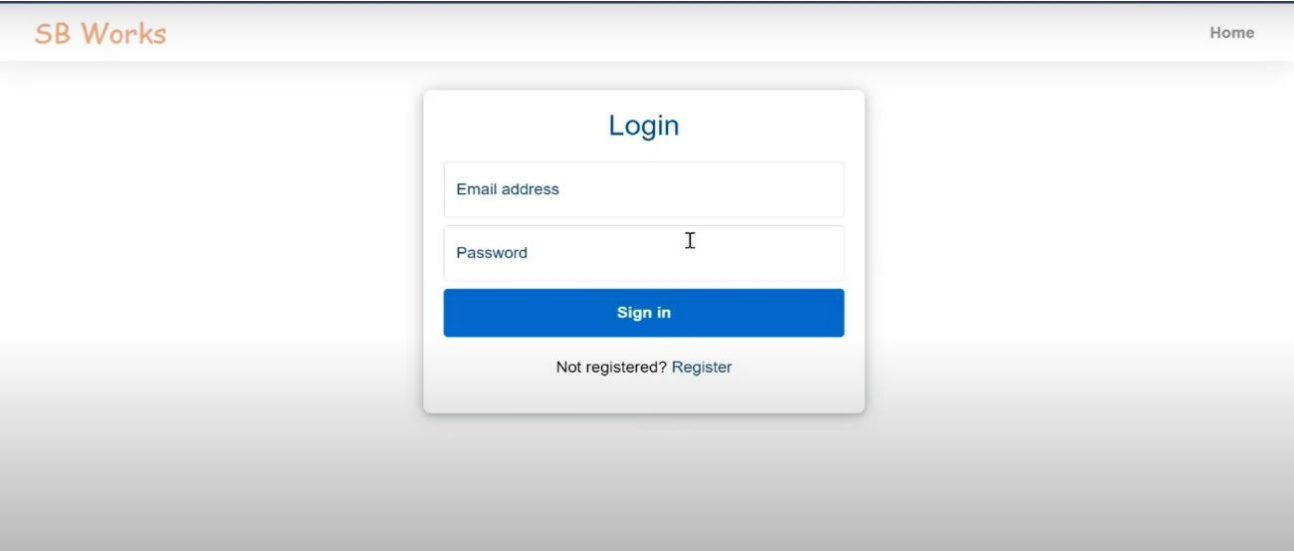 SB Works
Home
Login
Email address
Password
Sign in
Not registered? Register